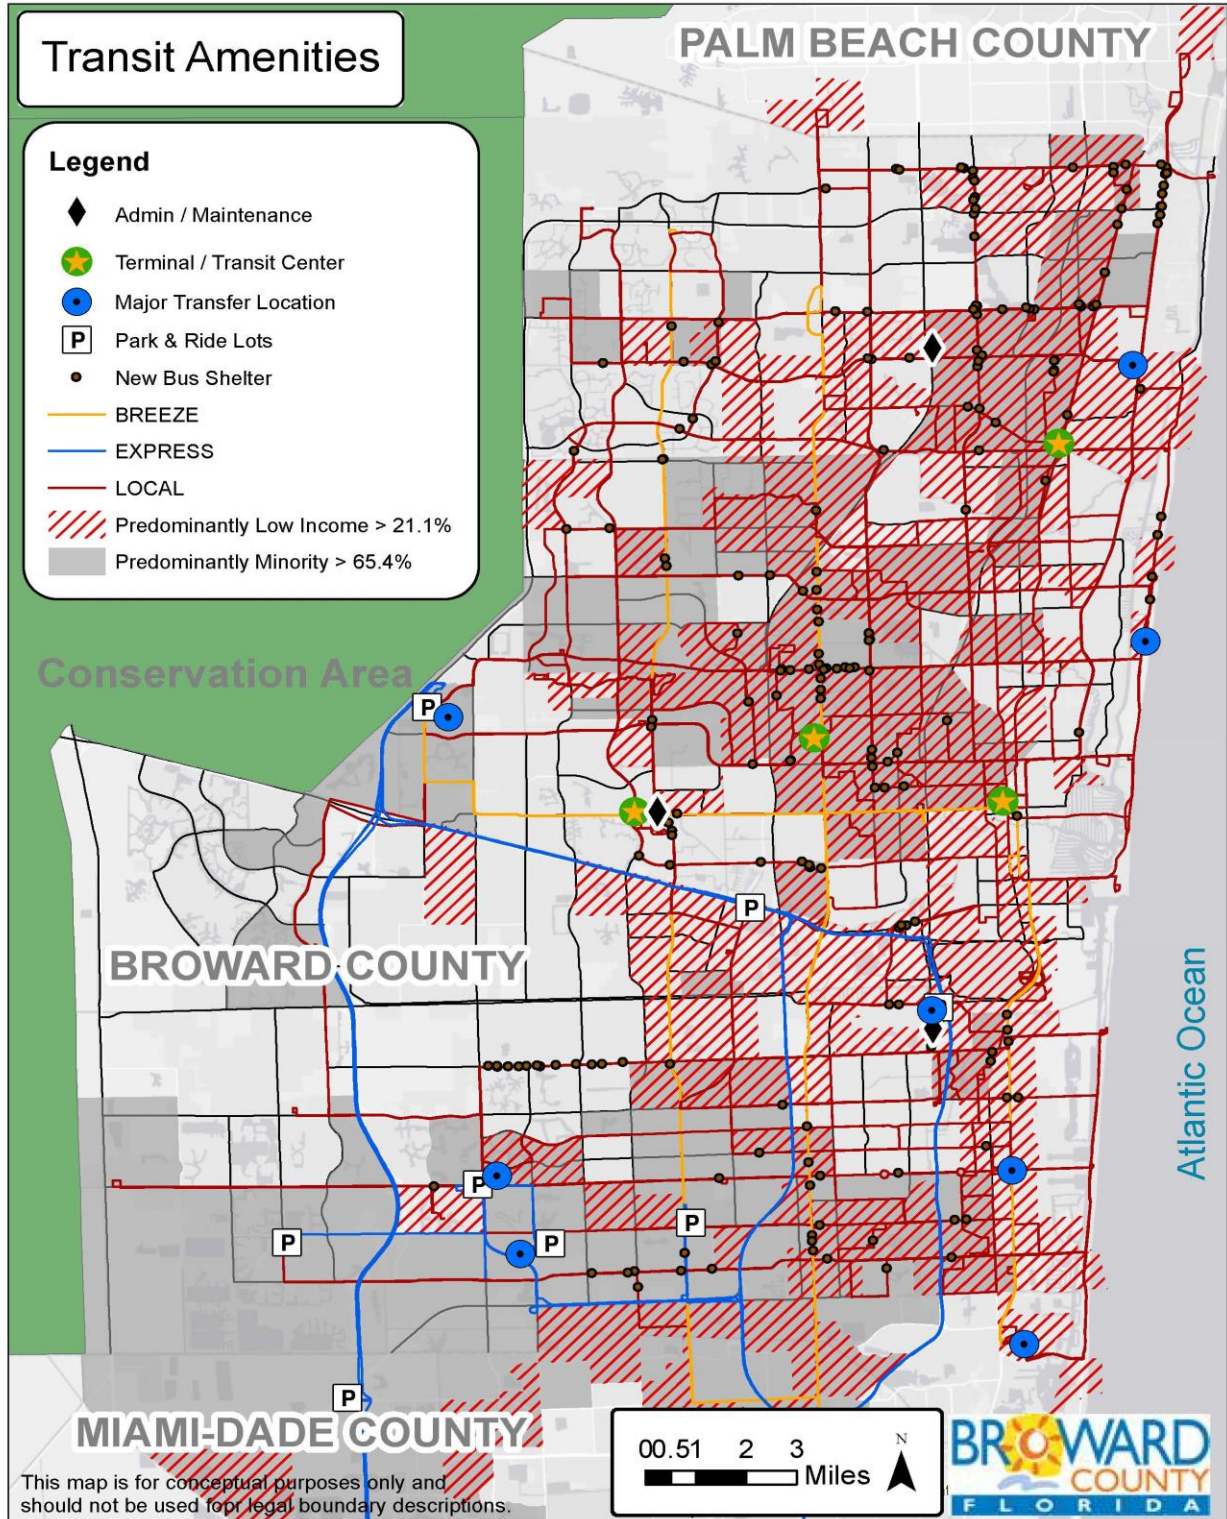 Transit Amenities
PALM BEACH COUNTY
Legend
Admin / Maintenance
Terminal / Transit Center
Major Transfer Location
P Park & Ride Lots
New Bus Shelter
BREEZE
EXPRESS
LOCAL
Predominantly Low Income > 21.1%
Predominantly Minority > 65.4%
Conservation Area
P
P
BROWARD COUNTY
Atlantic Ocean
P
P
P
P
P
MIAMI-DADE COUNTY
This map is for conceptual purposes only and
should not be used fopr legal boundary descriptions.
00.51 2 3
Miles
N
BROWARD
COUNTY
FLORIDA